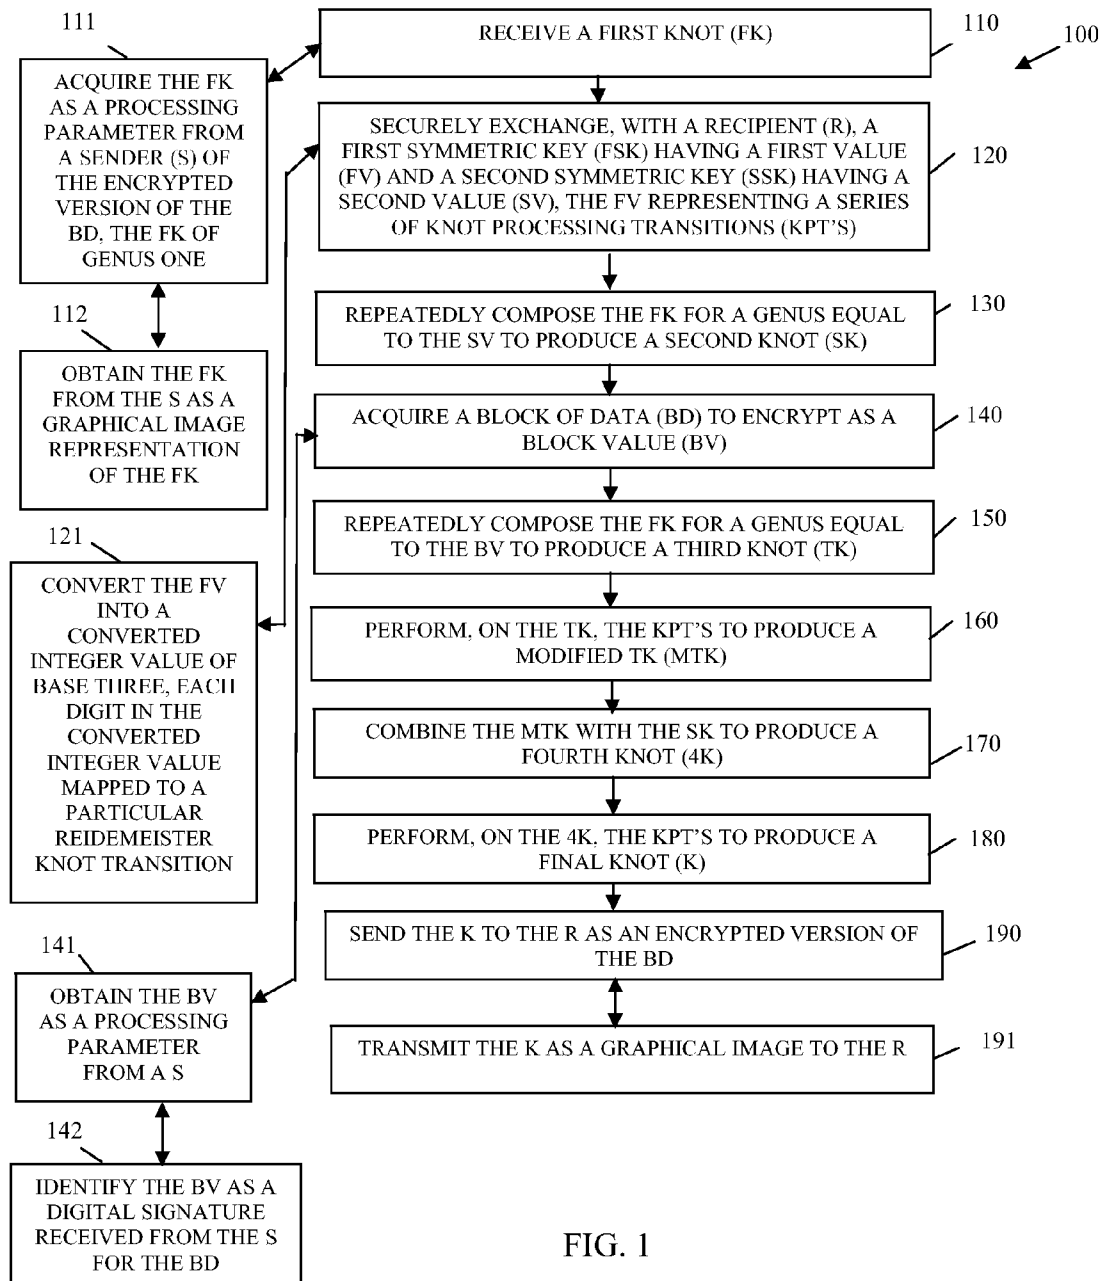 100
110
RECEIVE A FIRST KNOT (FK)
111
ACQUIRE THE FK
AS A PROCESSING
PARAMETER FROM
A SENDER (S) OF
THE ENCRYPTED
VERSION OF THE
BD, THE FK OF
GENUS ONE
112
OBTAIN THE FK
FROM THE S AS A
GRAPHICAL IMAGE
REPRESENTATION
OF THE FK
120
SECURELY EXCHANGE, WITH A RECIPIENT (R), A
FIRST SYMMETRIC KEY (FSK) HAVING A FIRST VALUE
(FV) AND A SECOND SYMMETRIC KEY (SSK) HAVING A
SECOND VALUE (SV), THE FV REPRESENTING A SERIES
OF KNOT PROCESSING TRANSITIONS (KPT'S)
121
CONVERT THE FV
INTO A
CONVERTED
INTEGER VALUE OF
BASE THREE, EACH
DIGIT IN THE
CONVERTED
INTEGER VALUE
MAPPED TO A
PARTICULAR
REIDEMEISTER
KNOT TRANSITION
130
REPEATEDLY COMPOSE THE FK FOR A GENUS EQUAL
TO THE SV TO PRODUCE A SECOND KNOT (SK)
140
ACQUIRE A BLOCK OF DATA (BD) TO ENCRYPT AS A
BLOCK VALUE (BV)
141
OBTAIN THE BV
AS A PROCESSING
PARAMETER
FROM A S
142
IDENTIFY THE BV AS A
DIGITAL SIGNATURE
RECEIVED FROM THE S
FOR THE BD
150
REPEATEDLY COMPOSE THE FK FOR A GENUS EQUAL
TO THE BV TO PRODUCE A THIRD KNOT (TK)
160
PERFORM, ON THE TK, THE KPT'S TO PRODUCE A
MODIFIED TK (MTK)
170
COMBINE THE MTK WITH THE SK TO PRODUCE A
FOURTH KNOT (4K)
180
PERFORM, ON THE 4K, THE KPT'S TO PRODUCE A
FINAL KNOT (K)
190
SEND THE K TO THE R AS AN ENCRYPTED VERSION OF
THE BD
191
TRANSMIT THE K AS A GRAPHICAL IMAGE TO THE R
FIG. 1